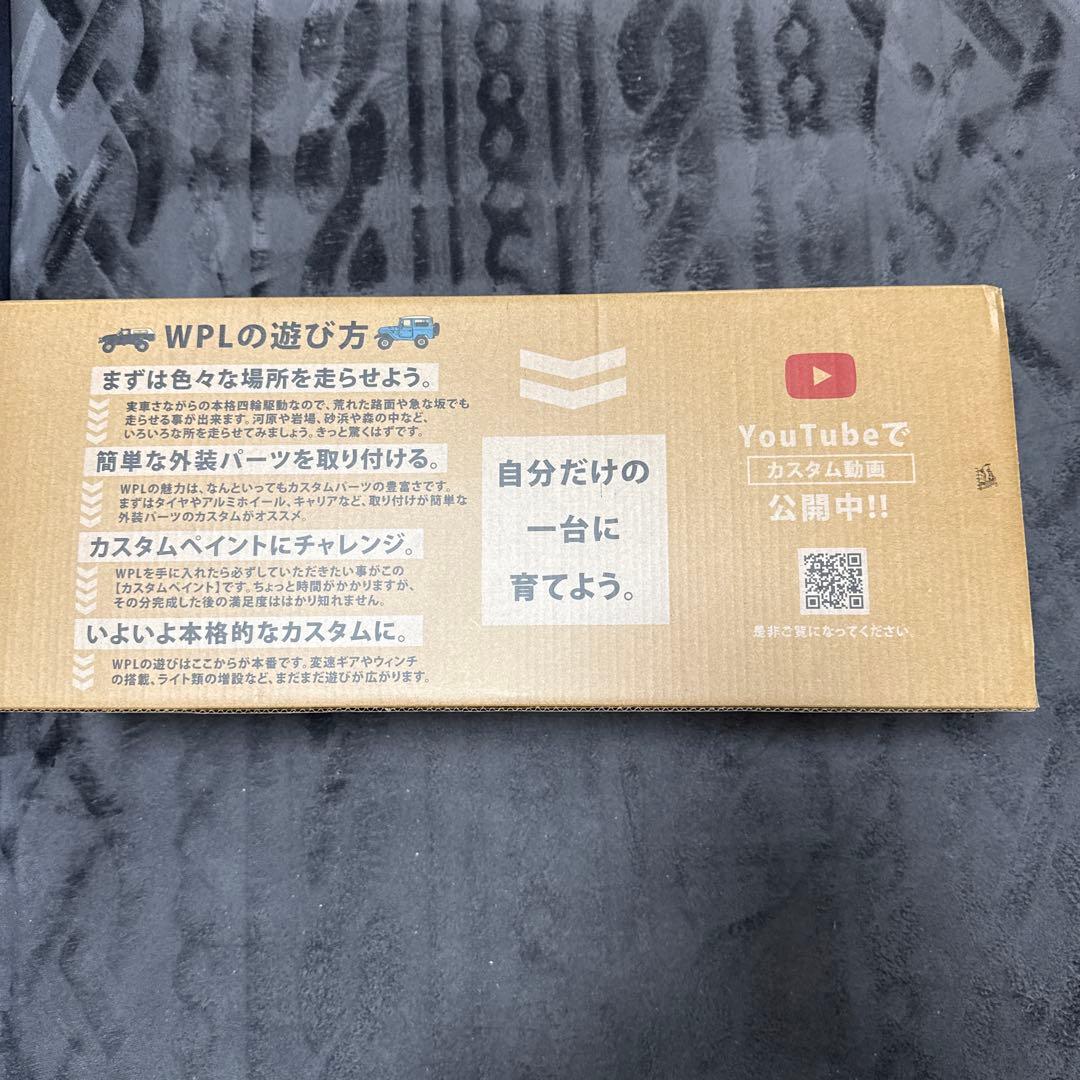 WPLの遊び方
まずは色々な場所を走らせよう。
実車さながらの本格四輪駆動なので、荒れた路面や急な坂でも
走らせる事が出来ます。河原や岩場、砂浜や森の中など、
いろいろな所を走らせてみましょう。きっと驚くはずです。
簡単な外装パーツを取り付ける。
WPLの魅力は、なんといってもカスタムパーツの豊富さです。
まずはタイヤやアルミホイール、キャリアなど、取り付けが簡単な
外装パーツのカスタムがオススメ。
カスタムペイントにチャレンジ。
WPLを手に入れたら必ずしていただきたい事がこの
【カスタムペイント】です。ちょっと時間がかかりますが、
その分完成した後の満足度ははかり知れません。
いよいよ本格的なカスタムに。
WPLの遊びはここからが本番です。変速ギアやウィンチ
の搭載、ライト類の増設など、まだまだ遊びが広がります。
自分だけの
一台に
育てよう。
YouTubeで
カスタム動画
公開中!!
是非ご覧になってください。